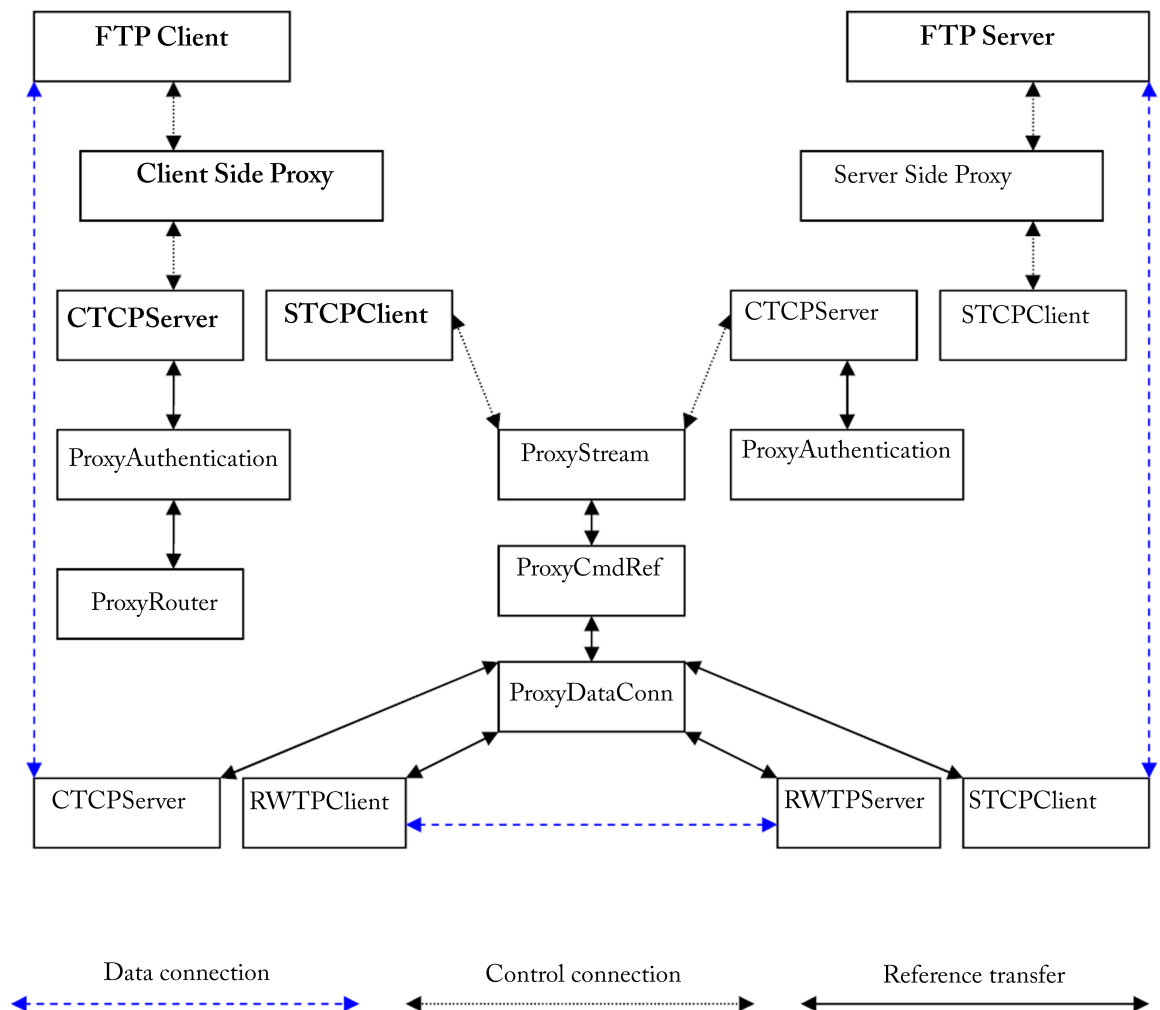 FTP Client
FTP Server
Client Side Proxy
Server Side Proxy
CTCPServer
STCPClient
CTCPServer
STCPClient
ProxyAuthentication
ProxyStream
ProxyAuthentication
ProxyCmdRef
ProxyRouter
ProxyDataConn
CTCPServer
RWTPClient
RWTPServer
STCPClient
Data connection
Control connection
Reference transfer